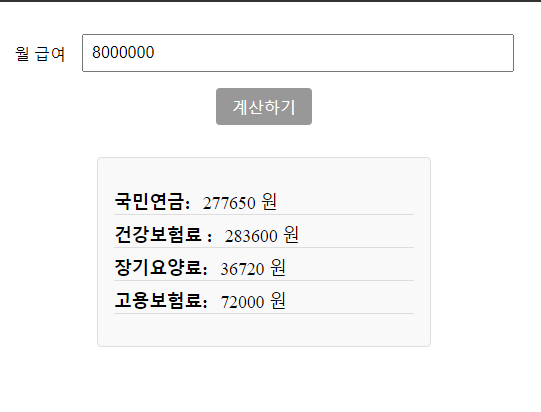 월 급여 8000000
계산하기
국민연금: 277650 원
건강보험료 : 283600 원
장기요양료: 36720 원
고용보험료: 72000 원